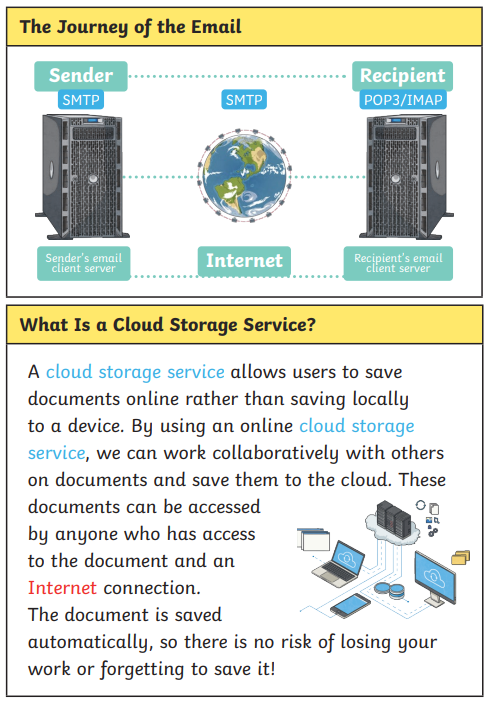 The Journey of the Email
Sender
Recipient
SMTP
SMTP
POP3/IMAP
Sender's email
client server
Internet
Recipient's email
client server
What Is a Cloud Storage Service?
A cloud storage service allows users to save
documents online rather than saving locally
to a device. By using an online cloud storage
service, we can work collaboratively with others
on documents and save them to the cloud. These
documents can be accessed
by anyone who has access
to the document and an
Internet connection.
The document is saved
automatically, so there is no risk of losing your
work or forgetting to save it!